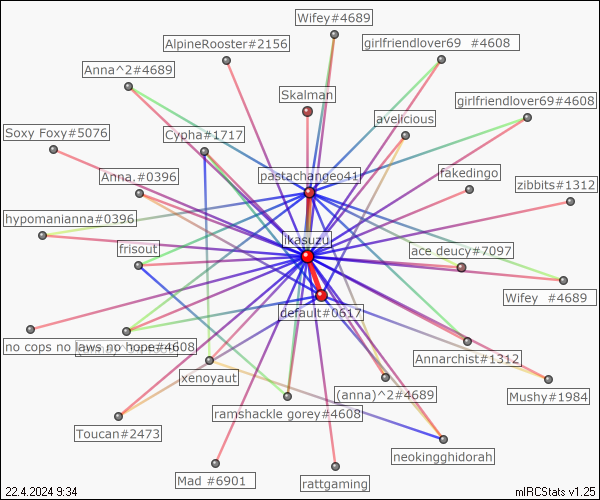 Wifey#4689
AlpineRooster#2156
girlfriendlover69 #4608
Anna^2#4689
Skalman
girlfriendlover69#4608
avelicious
Soxy Foxy#5076
Cypha#1717
pastachangeo41
fakedingo
Anna.#0396
zibbits#1312
hypomanianna#0396
likasuzu
frisout
ace deucy#7097
Wifey #4689
default#0617
no cops no laws no hope#4608
Annarchist#1312
xenoyaut
(anna)^2#4689
Mushy#1984
ramshackle gorey#4608
Toucan#2473
neokingghidorah
Mad #6901
rattgaming
22.4.2024 9:34
mIRCStats v1.25